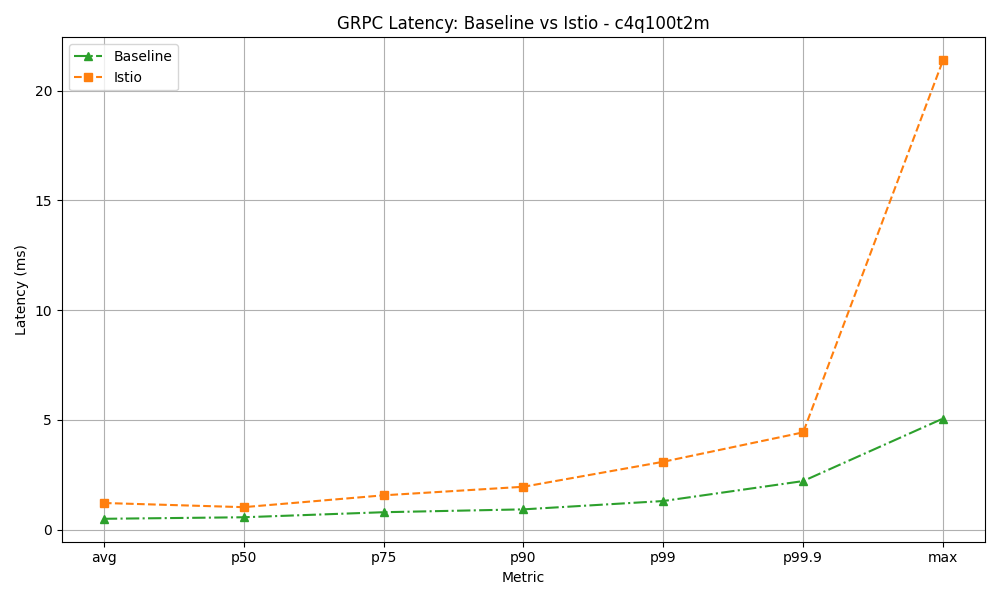 GRPC Latency: Baseline vs Istio - c4q100t2m
Baseline
Istio
20
15
10
5
0
Latency (ms)
avg p50 p75 p90 p99 p99.9 max
Metric